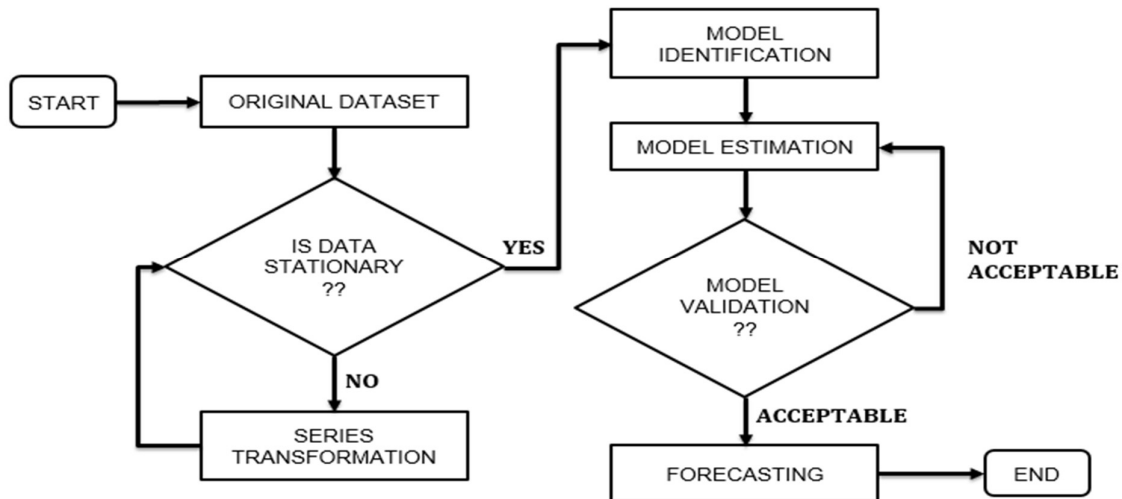 START
ORIGINAL DATASET
IS DATA
STATIONARY
??
YES
NO
SERIES
TRANSFORMATION
MODEL
IDENTIFICATION
MODEL ESTIMATION
MODEL
VALIDATION
??
NOT
ACCEPTABLE
ACCEPTABLE
FORECASTING
END